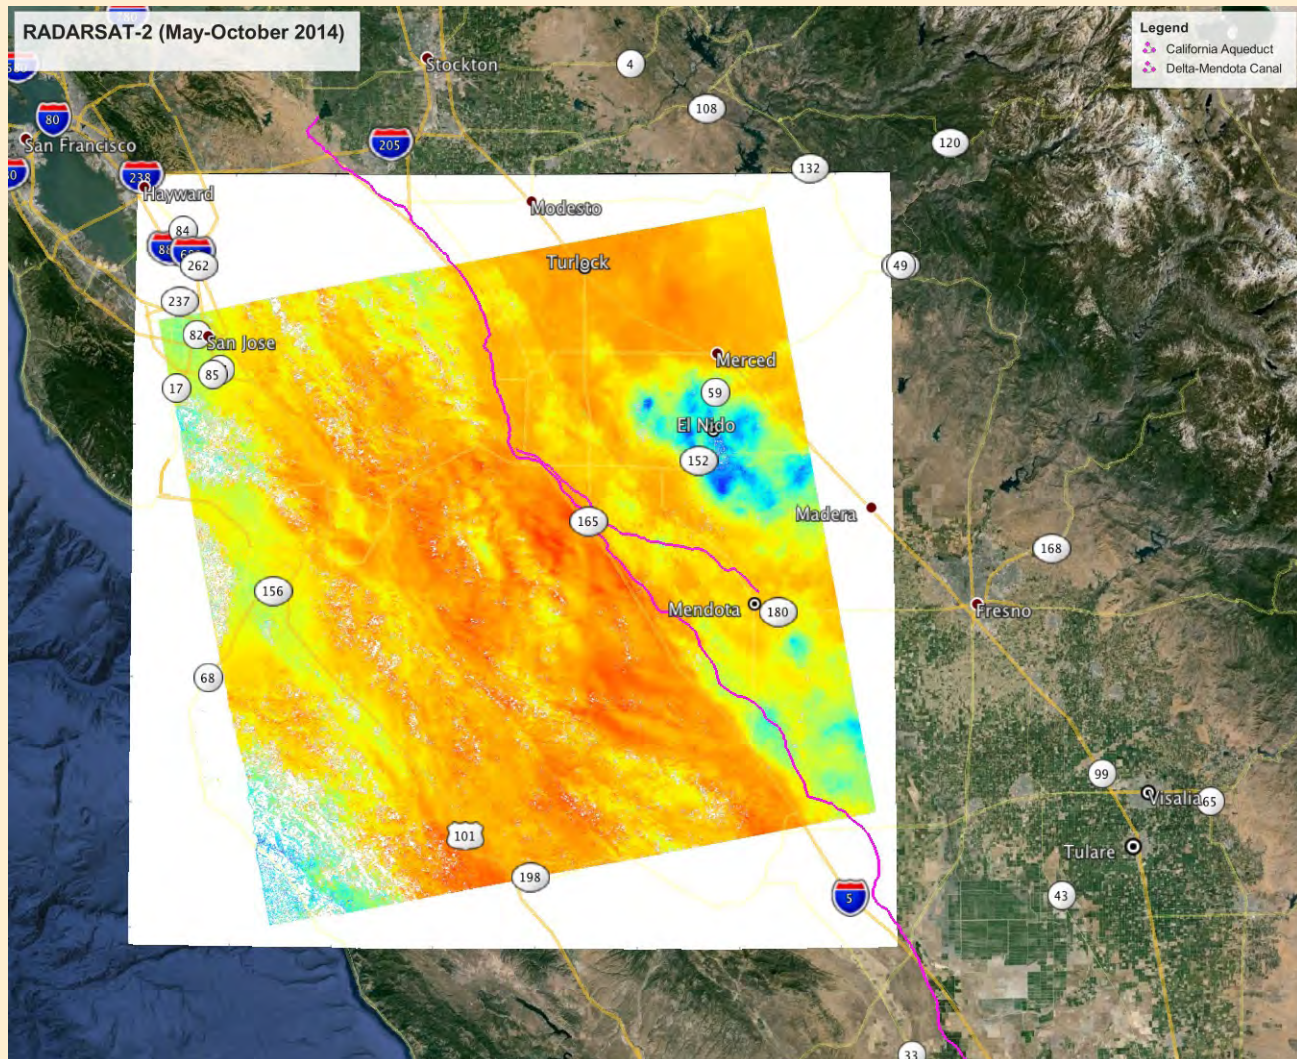 RADARSAT-2 (May-October 2014)
Legend
California Aqueduct
Delta-Mendota Canal
Stockton
4
108
80
205
120
San Francisco
132
238
Hayward
Modesto
84
262
49
Turlock
237
82
San Jose
85
17
Merced
59
El Nido
152
Madera
165
168
156
Mendota
180
Fresno
68
99
Visalia
65
101
Tulare
198
5
43
33